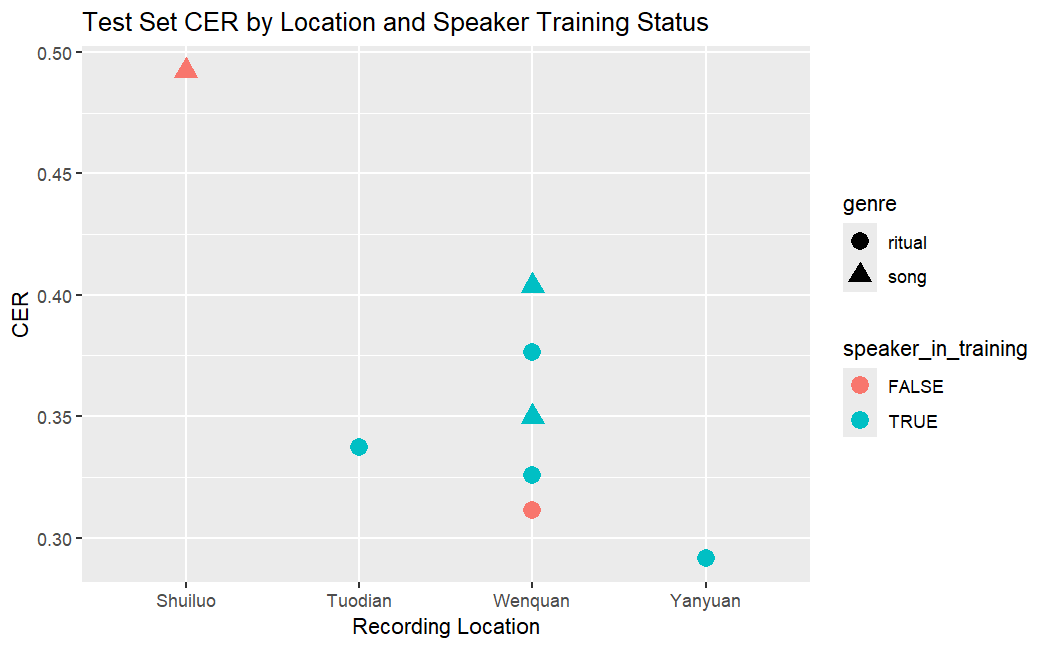 Test Set CER by Location and Speaker Training Status
0.50
0.45
0.40
0.35
0.30
CER
Shuiluo Tuodian Wenquan Yanyuan
Recording Location
genre
ritual
song
speaker_in_training
FALSE
TRUE